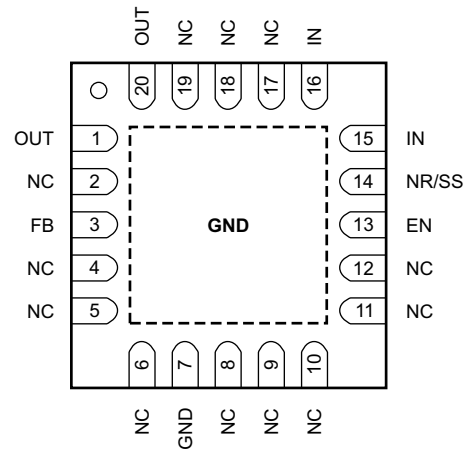 OUT NC NC NC IN
20 19 18 17 16
OUT 1 15 IN
NC 2 14 NR/SS
FB 3 GND 13 EN
NC 4 12 NC
NC 5 11 NC
6 7 8 9 10
NC GND NC NC NC